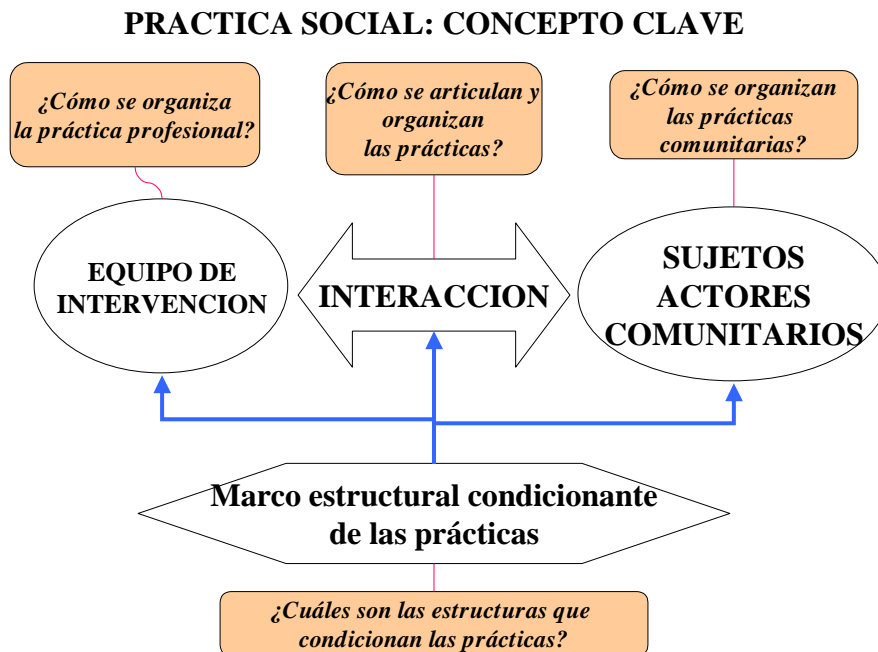 PRACTICA SOCIAL: CONCEPTO CLAVE
¿Cómo se organiza
la práctica profesional?
¿Cómo se articulan y
organizan
las prácticas?
¿Cómo se organizan
las prácticas
comunitarias?
EQUIPO DE
INTERVENCION
INTERACCION
SUJETOS
ACTORES
COMUNITARIOS
Marco estructural condicionante
de las prácticas
¿Cuáles son las estructuras que
condicionan las prácticas?